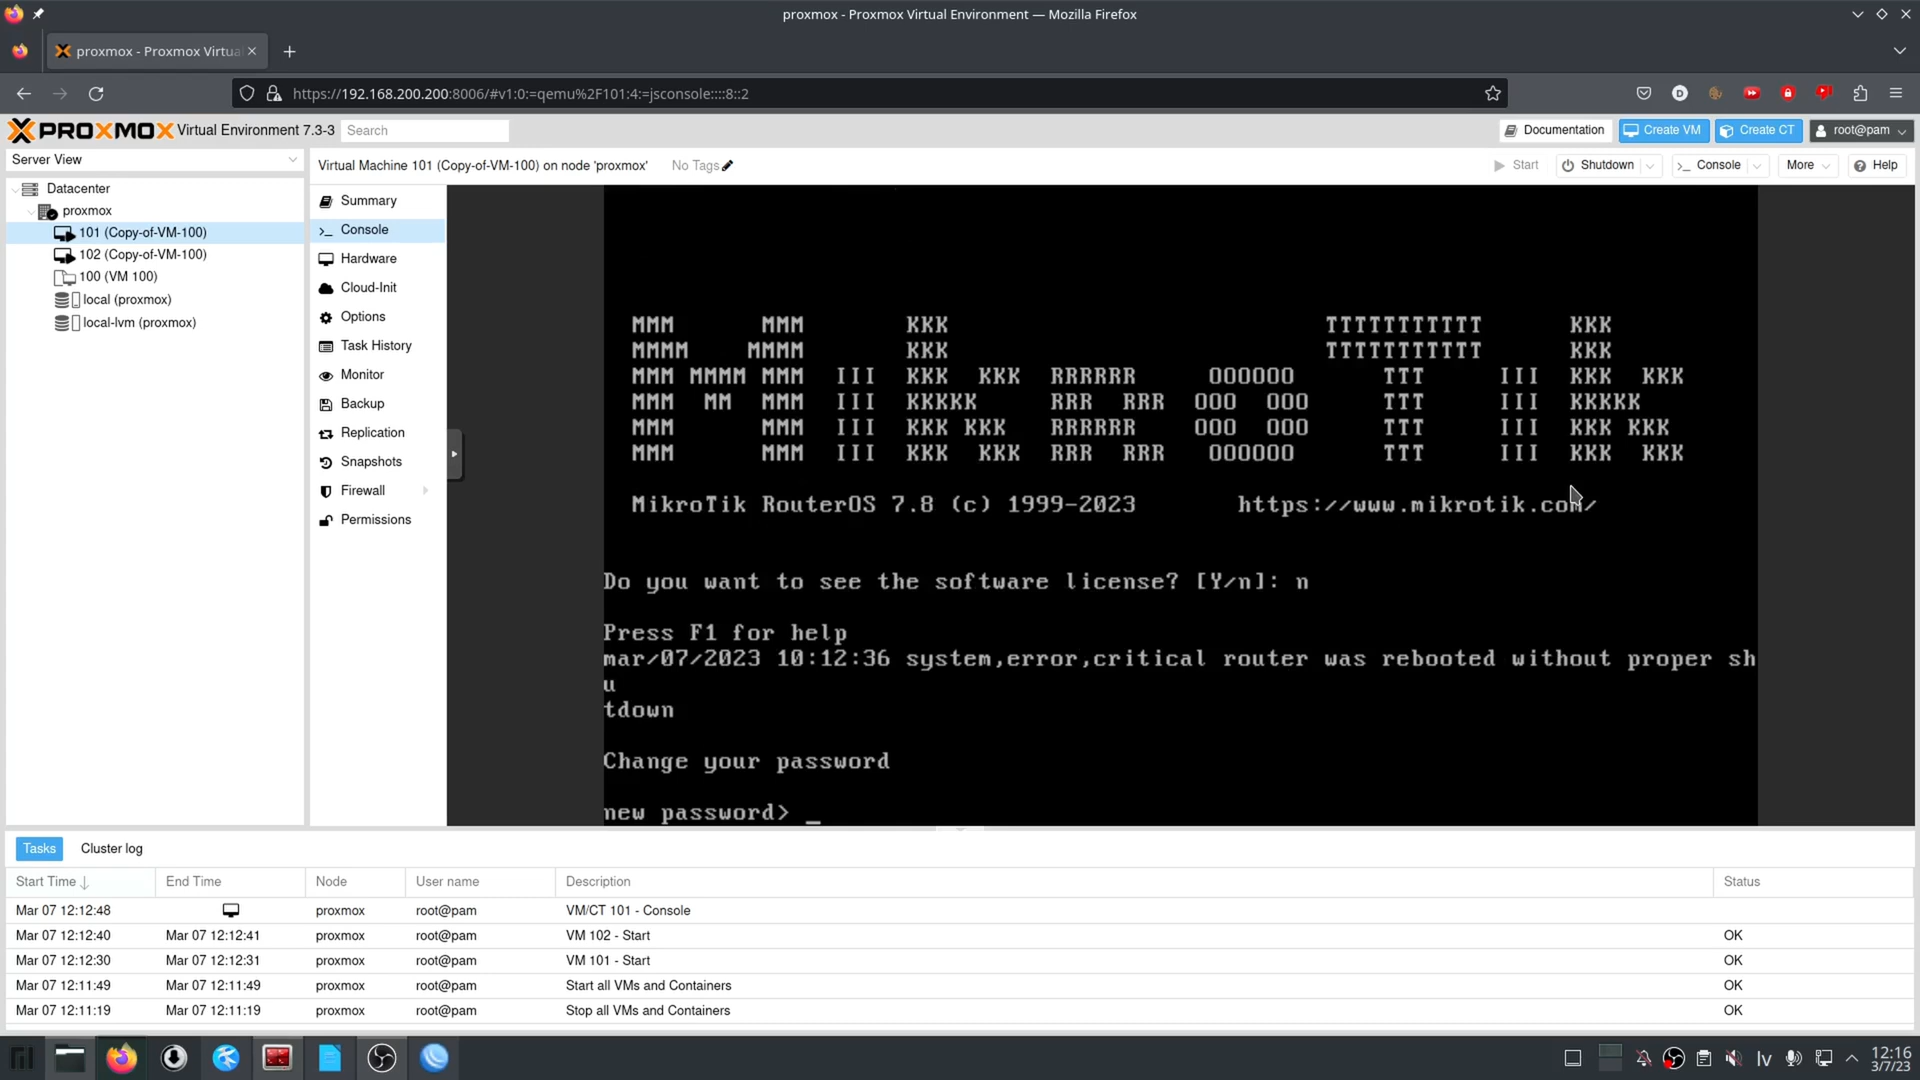 proxmox - Proxmox Virtual Environment — Mozilla Firefox
proxmox - Proxmox Virtua
https://192.168.200.200:8006/#v1:0:=qemu%2F101:4:=jsconsole::::8::2
PROXMOX Virtual Environment 7.3-3
Search
Documentation
Create VM
Create CT
root@pam
Server View
Virtual Machine 101 (Copy-of-VM-100) on node 'proxmox'
No Tags
Start
Shutdown
Console
More
Help
Datacenter
proxmox
101 (Copy-of-VM-100)
102 (Copy-of-VM-100)
100 (VM 100)
local (proxmox)
local-lvm (proxmox)
Summary
Console
Hardware
Cloud-Init
Options
Task History
Monitor
Backup
Replication
Snapshots
Firewall
Permissions
MMM      MMM       KKK                          TTTTTTTTTTT      KKK
MMMM    MMMM       KKK                          TTTTTTTTTTT      KKK
MMM MMMM MMM  III  KKK  KKK  RRRRRR     OOOOOO      TTT     III  KKK  KKK
MMM  MM  MMM  III  KKKKK     RRR  RRR  OOO  OOO     TTT     III  KKKKK
MMM      MMM  III  KKK KKK   RRRRRR    OOO  OOO     TTT     III  KKK KKK
MMM      MMM  III  KKK  KKK  RRR  RRR   OOOOOO      TTT     III  KKK  KKK
MikroTik RouterOS 7.8 (c) 1999-2023       https://www.mikrotik.com/
Do you want to see the software license? [Y/n]: n
Press F1 for help
mar/07/2023 10:12:36 system,error,critical router was rebooted without proper sh
u
tdown
Change your password
new password> _
Tasks
Cluster log
Start Time End Time Node User name Description Status
Mar 07 12:12:48 proxmox root@pam VM/CT 101 - Console
Mar 07 12:12:40 Mar 07 12:12:41 proxmox root@pam VM 102 - Start OK
Mar 07 12:12:30 Mar 07 12:12:31 proxmox root@pam VM 101 - Start OK
Mar 07 12:11:49 Mar 07 12:11:49 proxmox root@pam Start all VMs and Containers OK
Mar 07 12:11:19 Mar 07 12:11:19 proxmox root@pam Stop all VMs and Containers OK
lv
12:16
3/7/23